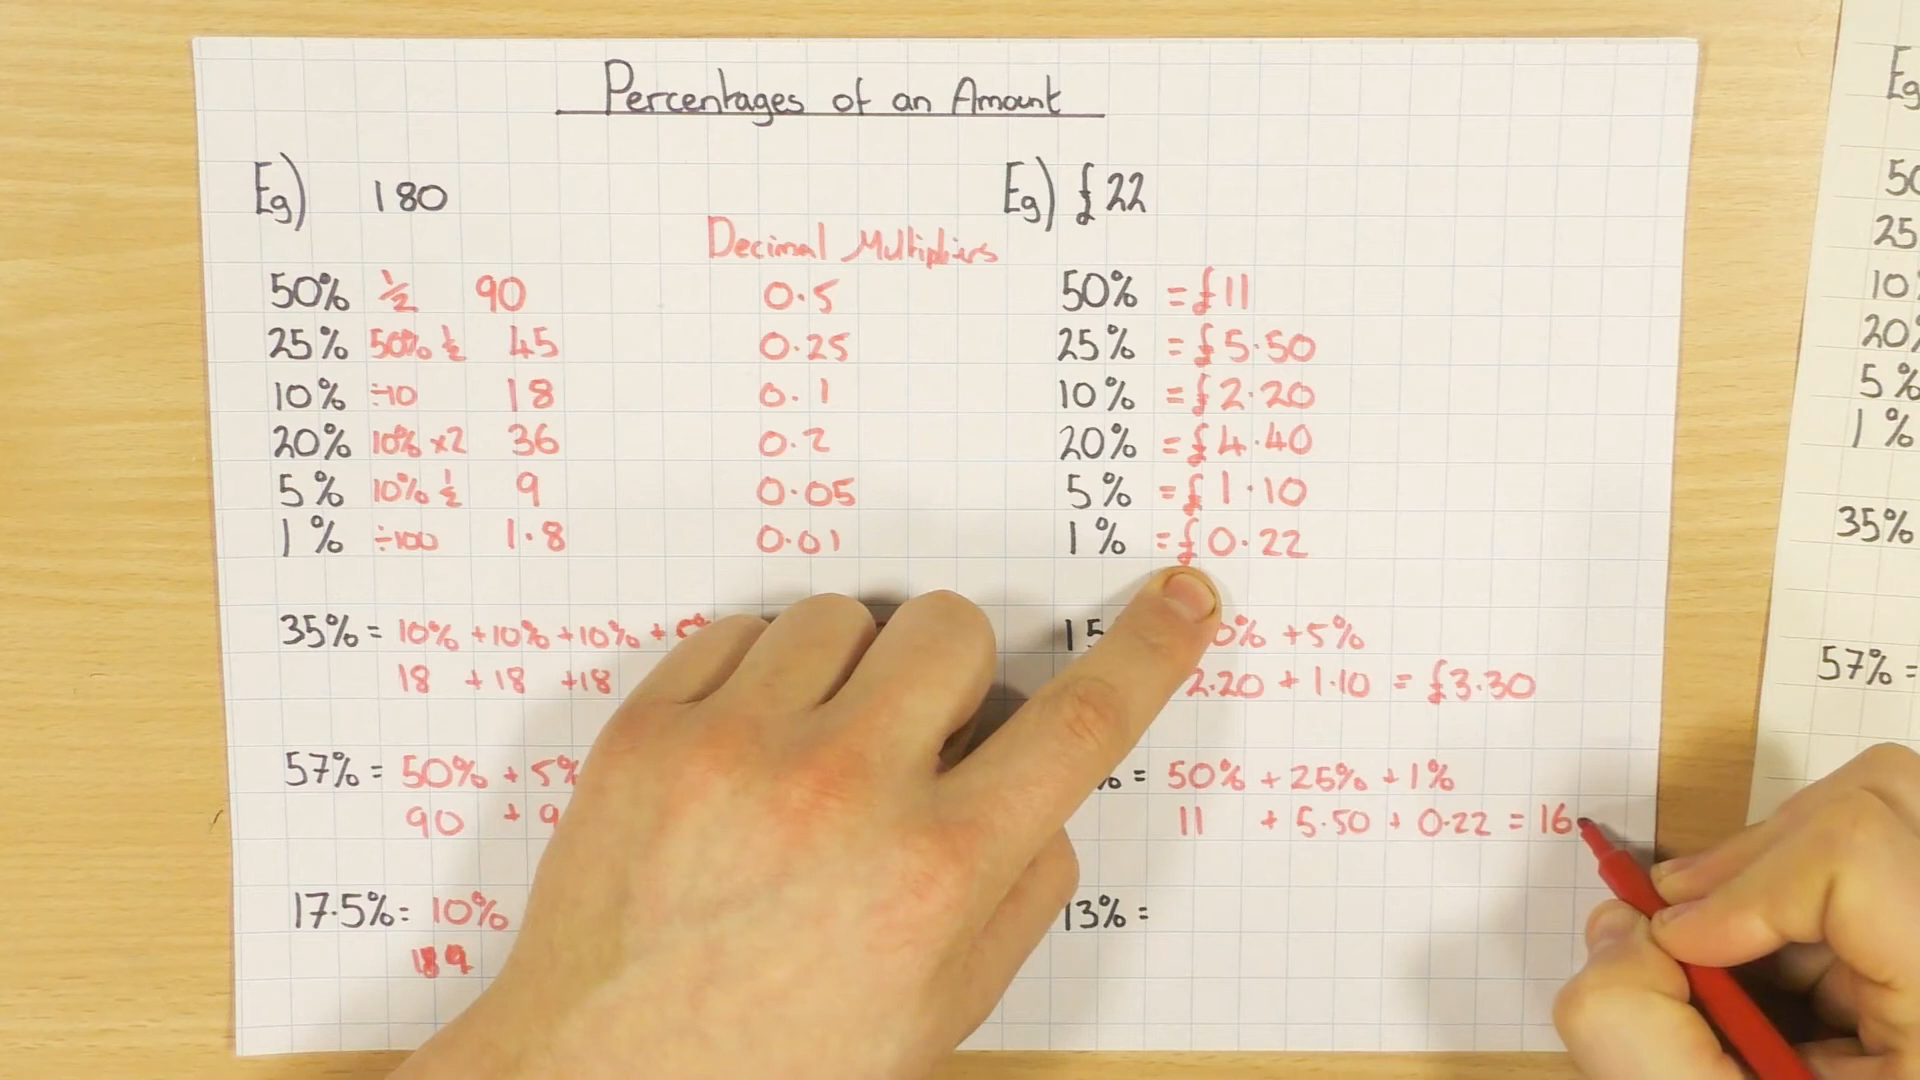 Percentages of an Amount
Eg) 180
Decimal Multipliers
50% ½ 90 0.5
25% 50% ½ 45 0.25
10% ÷10 18 0.1
20% 10% ×2 36 0.2
5% 10% ½ 9 0.05
1% ÷100 1.8 0.01
35% = 10% +10% +10% +
18 +18 +18
57% = 50% + 5%
90 + 9
17.5% = 10%
Eg) £22
50% = £11
25% = £5.50
10% = £2.20
20% = £4.40
5% = £1.10
1% = £0.22
15 0% +5%
2.20 + 1.10 = £3.30
% = 50% + 25% + 1%
11 + 5.50 + 0.22 = 16
13% =
Eg
50
25
10
20%
5%
1%
35%
57% =